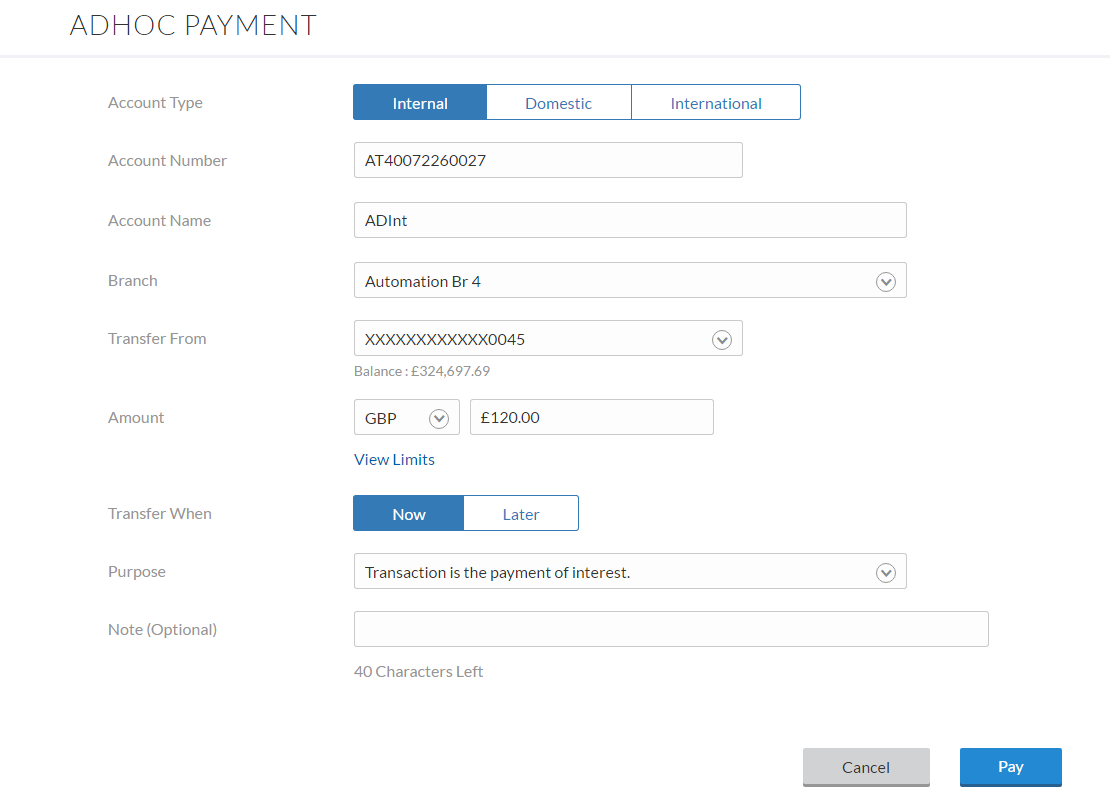 ADHOC PAYMENT
Account Type
Internal Domestic International
Account Number
AT40072260027
Account Name
ADInt
Branch
Automation Br 4
Transfer From
XXXXXXXXXXXX0045
Balance : £324,697.69
Amount
GBP £120.00
View Limits
Transfer When
Now Later
Purpose
Transaction is the payment of interest.
Note (Optional)
40 Characters Left
Cancel Pay